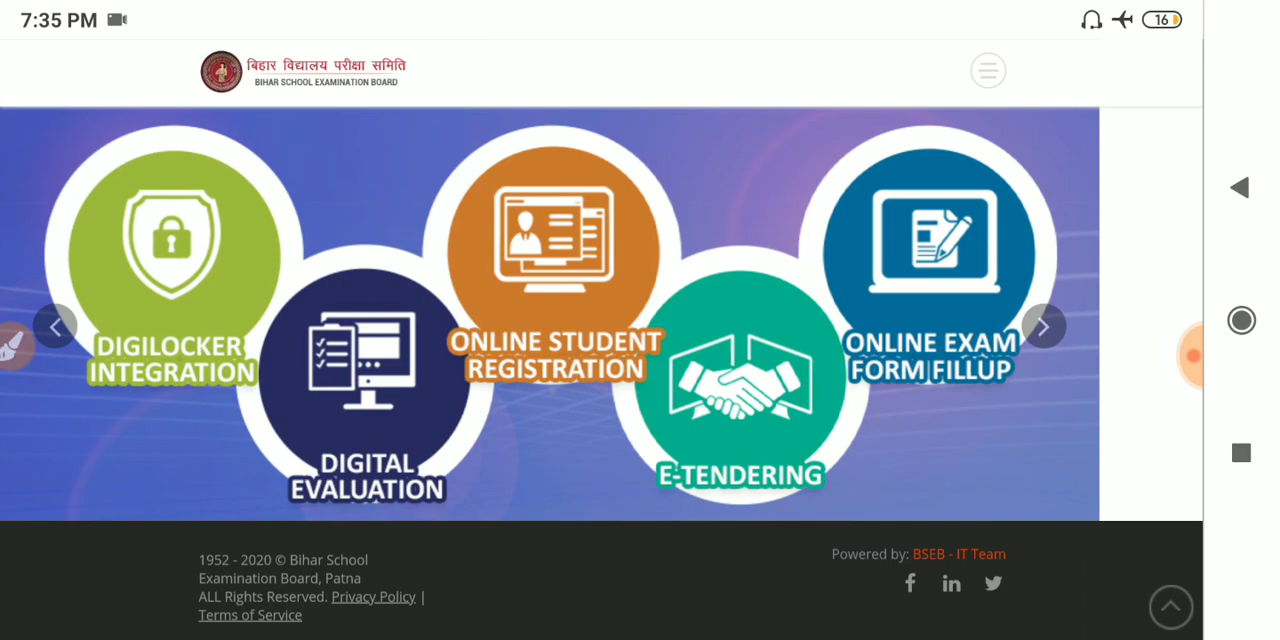 7:35 PM
16
बिहार विद्यालय परीक्षा समिति
BIHAR SCHOOL EXAMINATION BOARD
DIGILOCKER
INTEGRATION
DIGITAL
EVALUATION
ONLINE STUDENT
REGISTRATION
E-TENDERING
ONLINE EXAM
FORM FILLUP
1952 - 2020 © Bihar School
Examination Board, Patna
ALL Rights Reserved. Privacy Policy |
Terms of Service
Powered by: BSEB - IT Team